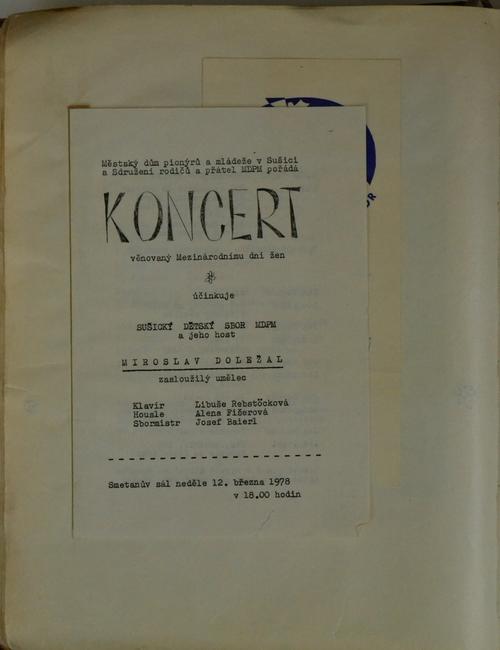 Městský dům pionýrů a mládeže v Sušici
a Sdružení rodičů a přátel MDPM pořádá
KONCERT
věnovaný Mezinárodnímu dni žen
účinkuje
SUŠICKÝ DĚTSKÝ SBOR MDPM
a jeho host
MIROSLAV DOLEŽAL
zasloužilý umělec
Klavír Libuše Rebstöcková
Housle Alena Fišerová
Sbormistr Josef Baierl
Smetanův sál neděle 12. března 1978
v 18.00 hodin